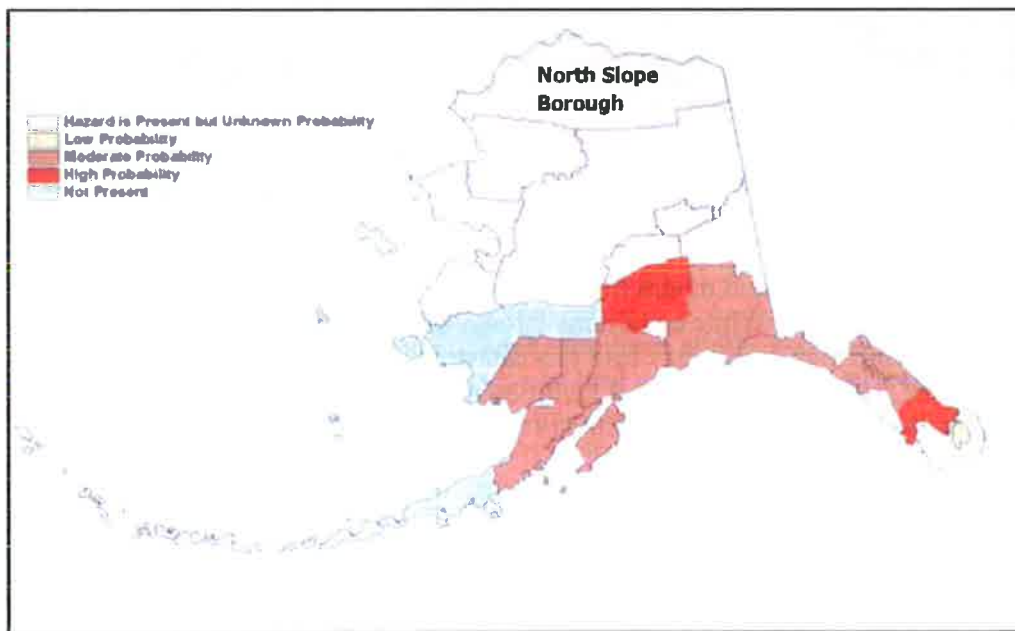 North Slope
Borough
Hazard is Present but Unknown Probability
Low Probability
Moderate Probability
High Probability
Not Present